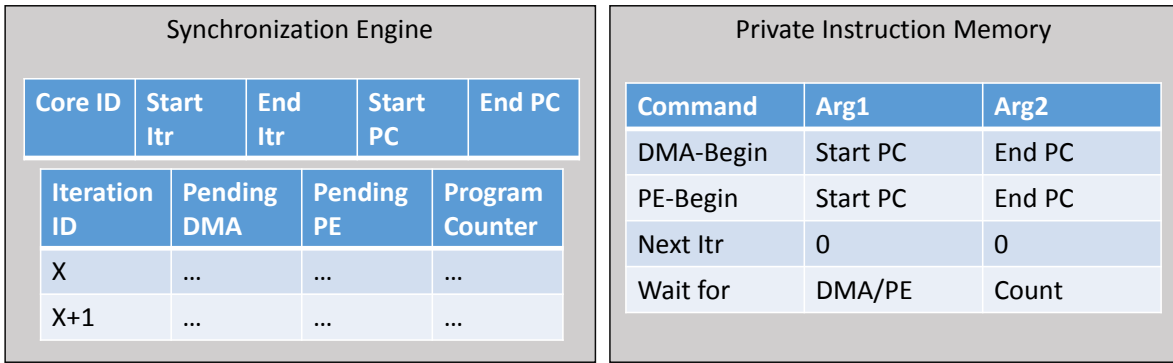 Synchronization Engine
Core ID Start Itr End Itr Start PC End PC
Iteration ID Pending DMA Pending PE Program Counter
X ... ... ...
X+1 ... ... ...
Private Instruction Memory
Command Arg1 Arg2
DMA-Begin Start PC End PC
PE-Begin Start PC End PC
Next Itr 0 0
Wait for DMA/PE Count